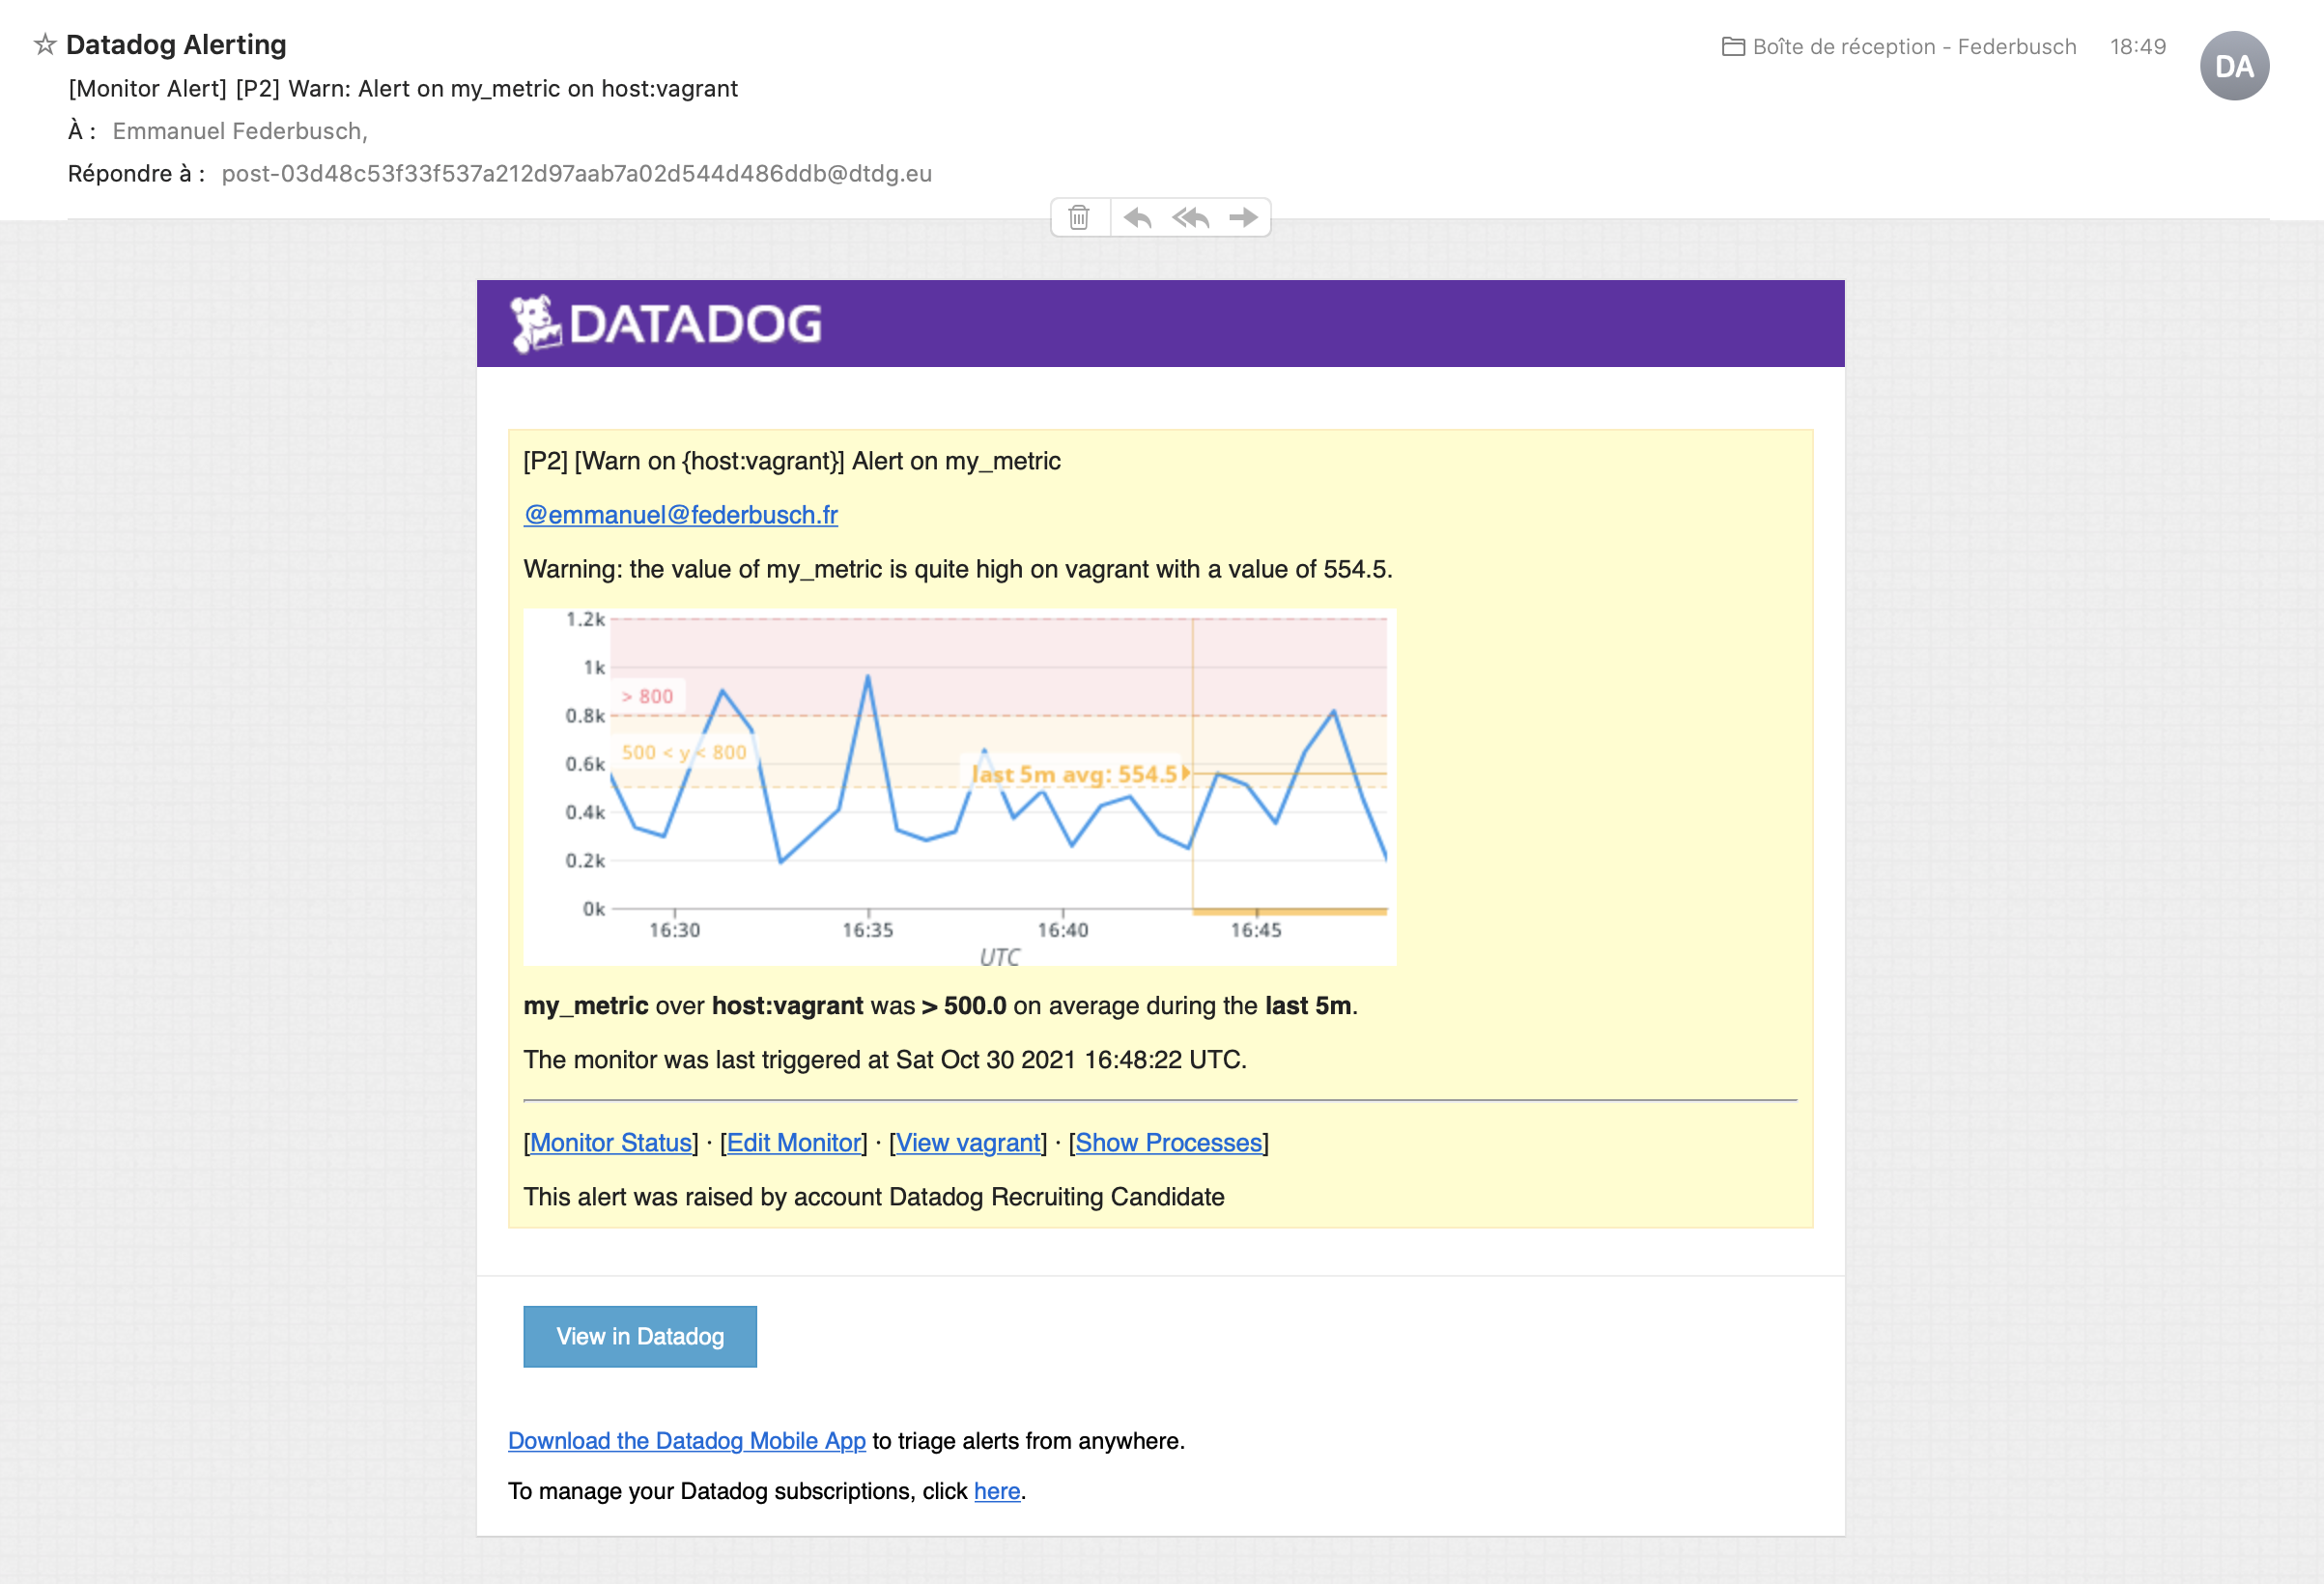 Datadog Alerting
Boîte de réception - Federbusch 18:49
DA
[Monitor Alert] [P2] Warn: Alert on my_metric on host:vagrant
À : Emmanuel Federbusch,
Répondre à : post-03d48c53f33f537a212d97aab7a02d544d486ddb@dtdg.eu
DATADOG
[P2] [Warn on {host:vagrant}] Alert on my_metric
@emmanuel@federbusch.fr
Warning: the value of my_metric is quite high on vagrant with a value of 554.5.
1.2k
1k
> 800
0.8k
500 < y < 800
0.6k
last 5m avg: 554.5
0.4k
0.2k
0k
16:30 16:35 16:40 16:45
UTC
my_metric over host:vagrant was > 500.0 on average during the last 5m.
The monitor was last triggered at Sat Oct 30 2021 16:48:22 UTC.
[Monitor Status] · [Edit Monitor] · [View vagrant] · [Show Processes]
This alert was raised by account Datadog Recruiting Candidate
View in Datadog
Download the Datadog Mobile App to triage alerts from anywhere.
To manage your Datadog subscriptions, click here.